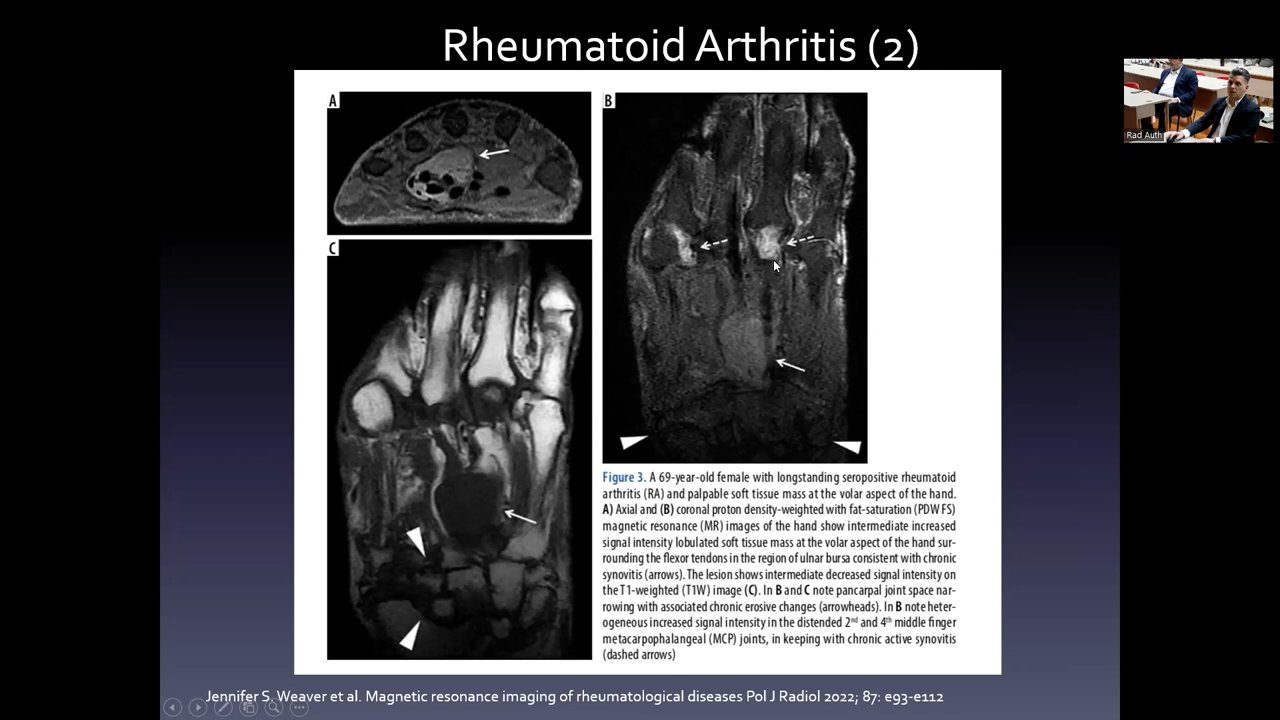 Rheumatoid Arthritis (2)
A
B
C
Rad Auth
Figure 3. A 69-year-old female with longstanding seropositive rheumatoid
arthritis (RA) and palpable soft tissue mass at the volar aspect of the hand.
A) Axial and (B) coronal proton density-weighted with fat-saturation (PDW FS)
magnetic resonance (MR) images of the hand show intermediate increased
signal intensity lobulated soft tissue mass at the volar aspect of the hand sur-
rounding the flexor tendons in the region of ulnar bursa consistent with chronic
synovitis (arrows). The lesion shows intermediate decreased signal intensity on
the T1-weighted (T1W) image (C). In B and C note pancarpal joint space nar-
rowing with associated chronic erosive changes (arrowheads). In B note heter-
ogeneous increased signal intensity in the distended 2nd and 4th middle finger
metacarpophalangeal (MCP) joints, in keeping with chronic active synovitis
(dashed arrows)
Jennifer S. Weaver et al. Magnetic resonance imaging of rheumatological diseases Pol J Radiol 2022; 87: e93-e112